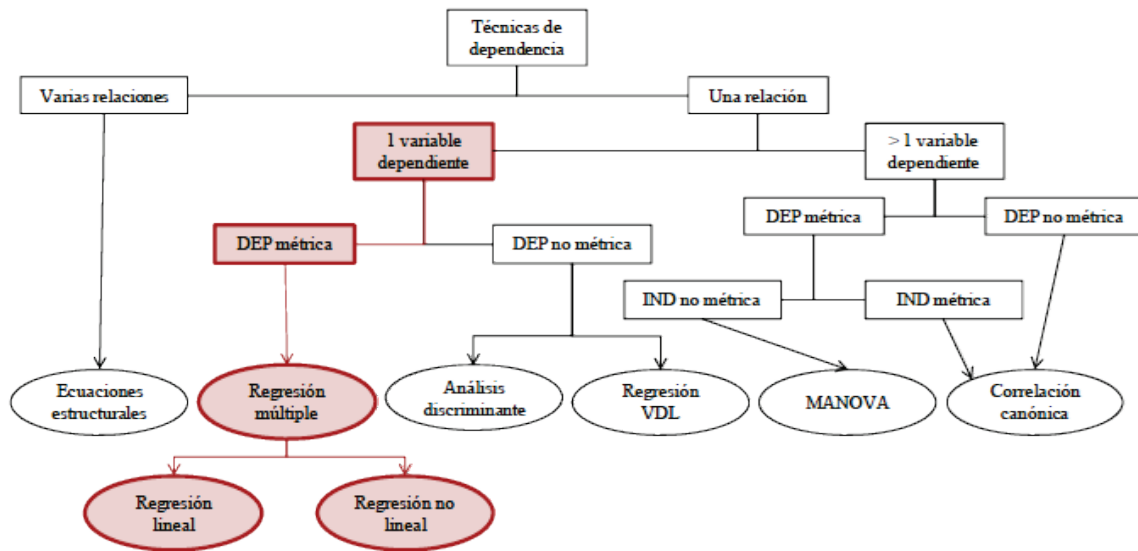 Técnicas de
dependencia
Varias relaciones
Una relación
1 variable
dependiente
> 1 variable
dependiente
DEP métrica
DEP no métrica
DEP métrica
DEP no métrica
IND no métrica
IND métrica
Ecuaciones
estructurales
Regresión
múltiple
Análisis
discriminante
Regresión
VDL
MANOVA
Correlación
canónica
Regresión
lineal
Regresión no
lineal